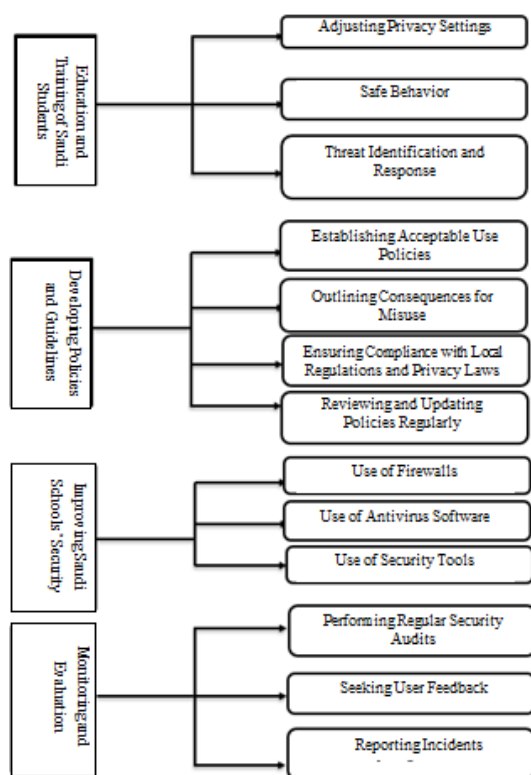 Education and
Training of Saudi
Students
Adjusting Privacy Settings
Safe Behavior
Threat Identification and
Response
Developing Policies
and Guidelines
Establishing Acceptable Use
Policies
Outlining Consequences for
Misuse
Ensuring Compliance with Local
Regulations and Privacy Laws
Reviewing and Updating
Policies Regularly
Improving Saudi
Schools' Security
Use of Firewalls
Use of Antivirus Software
Use of Security Tools
Monitoring and
Evaluation
Performing Regular Security
Audits
Seeking User Feedback
Reporting Incidents